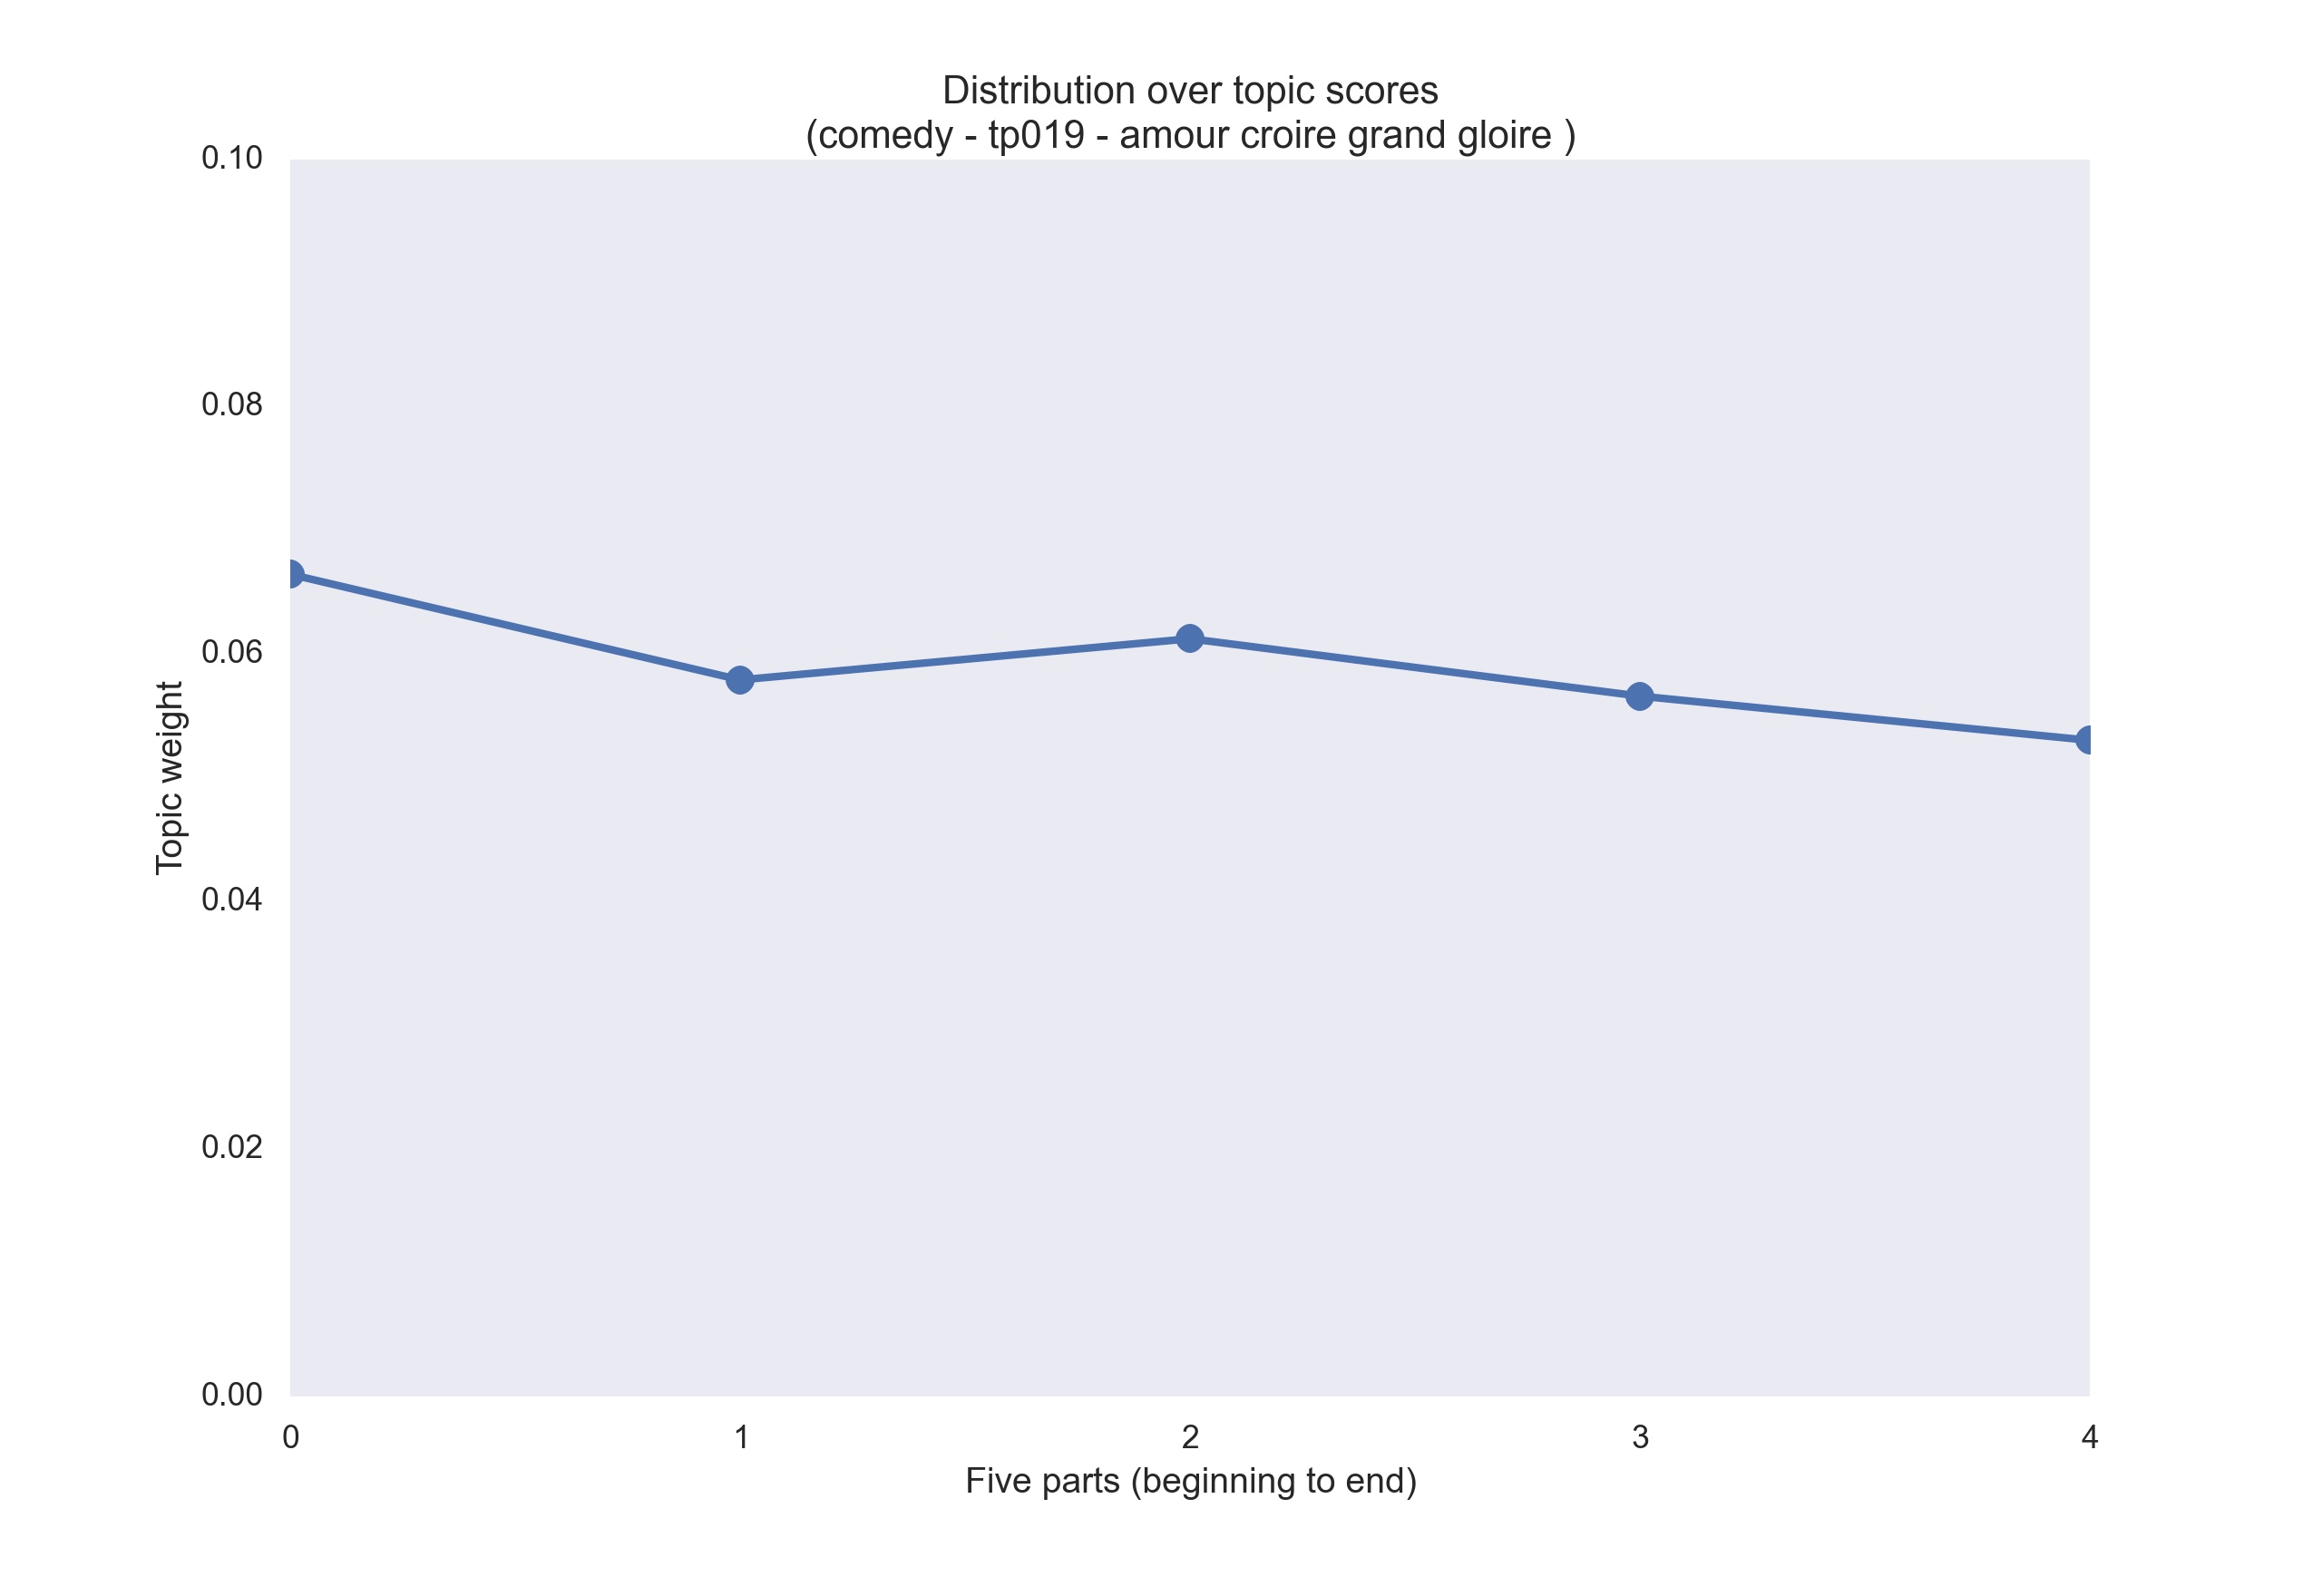 Distribution over topic scores
(comedy - tp019 - amour croire grand gloire )
0.10
0.08
0.06
0.04
0.02
0.00
Topic weight
0 1 2 3 4
Five parts (beginning to end)